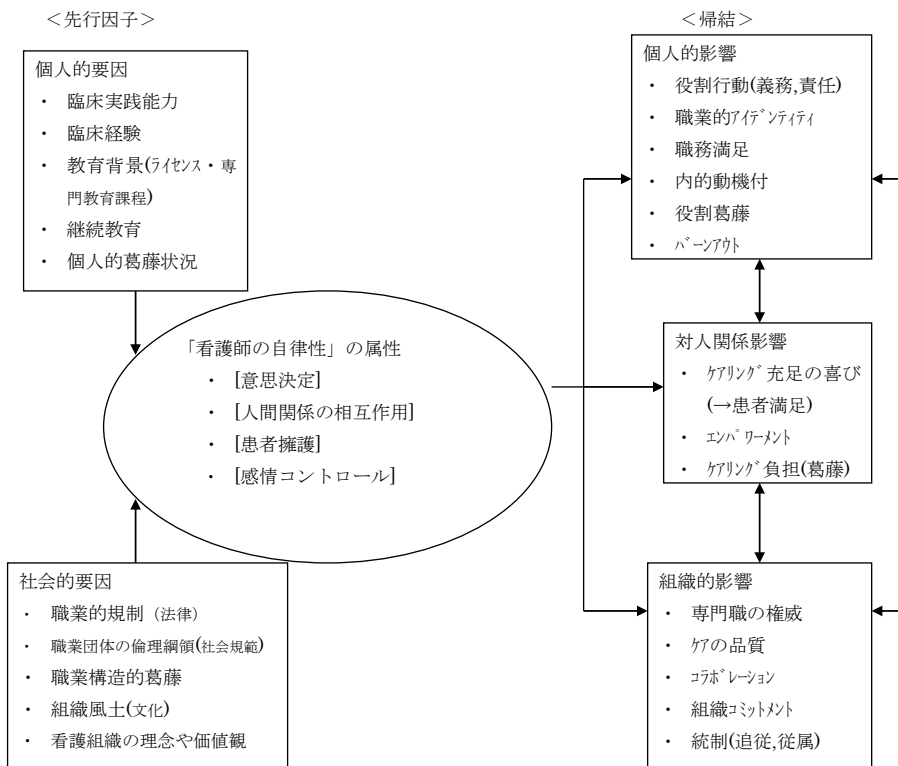 ＜先行因子＞
個人的要因
・ 臨床実践能力
・ 臨床経験
・ 教育背景(ﾗｲｾﾝｽ・専
門教育課程)
・ 継続教育
・ 個人的葛藤状況
「看護師の自律性」の属性
・ [意思決定]
・ [人間関係の相互作用]
・ [患者擁護]
・ [感情コントロール]
社会的要因
・ 職業的規制（法律）
・ 職業団体の倫理綱領(社会規範)
・ 職業構造的葛藤
・ 組織風土(文化)
・ 看護組織の理念や価値観
＜帰結＞
個人的影響
・ 役割行動(義務,責任)
・ 職業的ｱｲﾃﾞﾝﾃｨﾃｨ
・ 職務満足
・ 内的動機付
・ 役割葛藤
・ ﾊﾞｰﾝｱｳﾄ
対人関係影響
・ ｹｱﾘﾝｸﾞ充足の喜び
(→患者満足)
・ ｴﾝﾊﾟﾜｰﾒﾝﾄ
・ ｹｱﾘﾝｸﾞ負担(葛藤)
組織的影響
・ 専門職の権威
・ ｹｱの品質
・ ｺﾗﾎﾞﾚｰｼｮﾝ
・ 組織ｺﾐｯﾄﾒﾝﾄ
・ 統制(追従,従属)